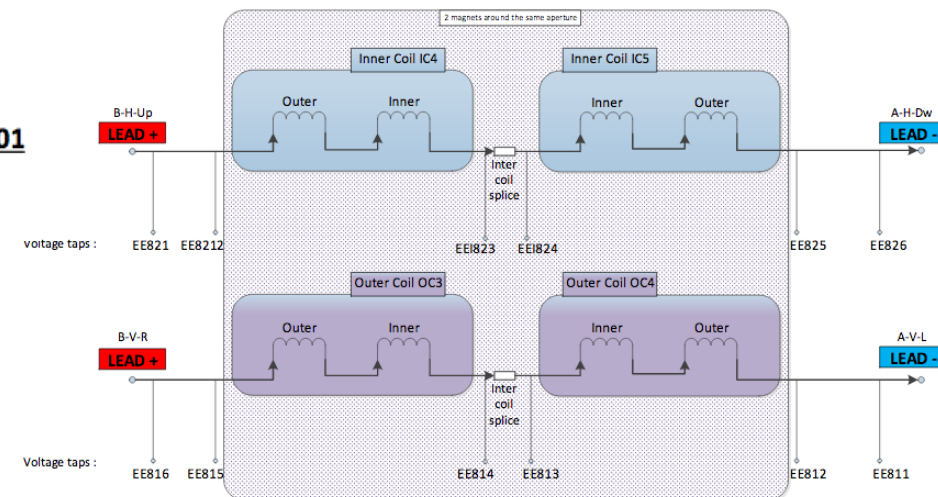 2 magnets around the same aperture
Inner Coil IC4
Inner Coil IC5
Outer
Inner
Inner
Outer
B-H-Up
LEAD +
A-H-Dw
LEAD -
01
Inter
coil
splice
Voltage taps :
EE821
EE8212
EEI823
EEI824
EE825
EE826
Outer Coil OC3
Outer Coil OC4
Outer
Inner
Inner
Outer
B-V-R
LEAD +
A-V-L
LEAD -
Inter
coil
splice
Voltage taps :
EE816
EE815
EE814
EE813
EE812
EE811